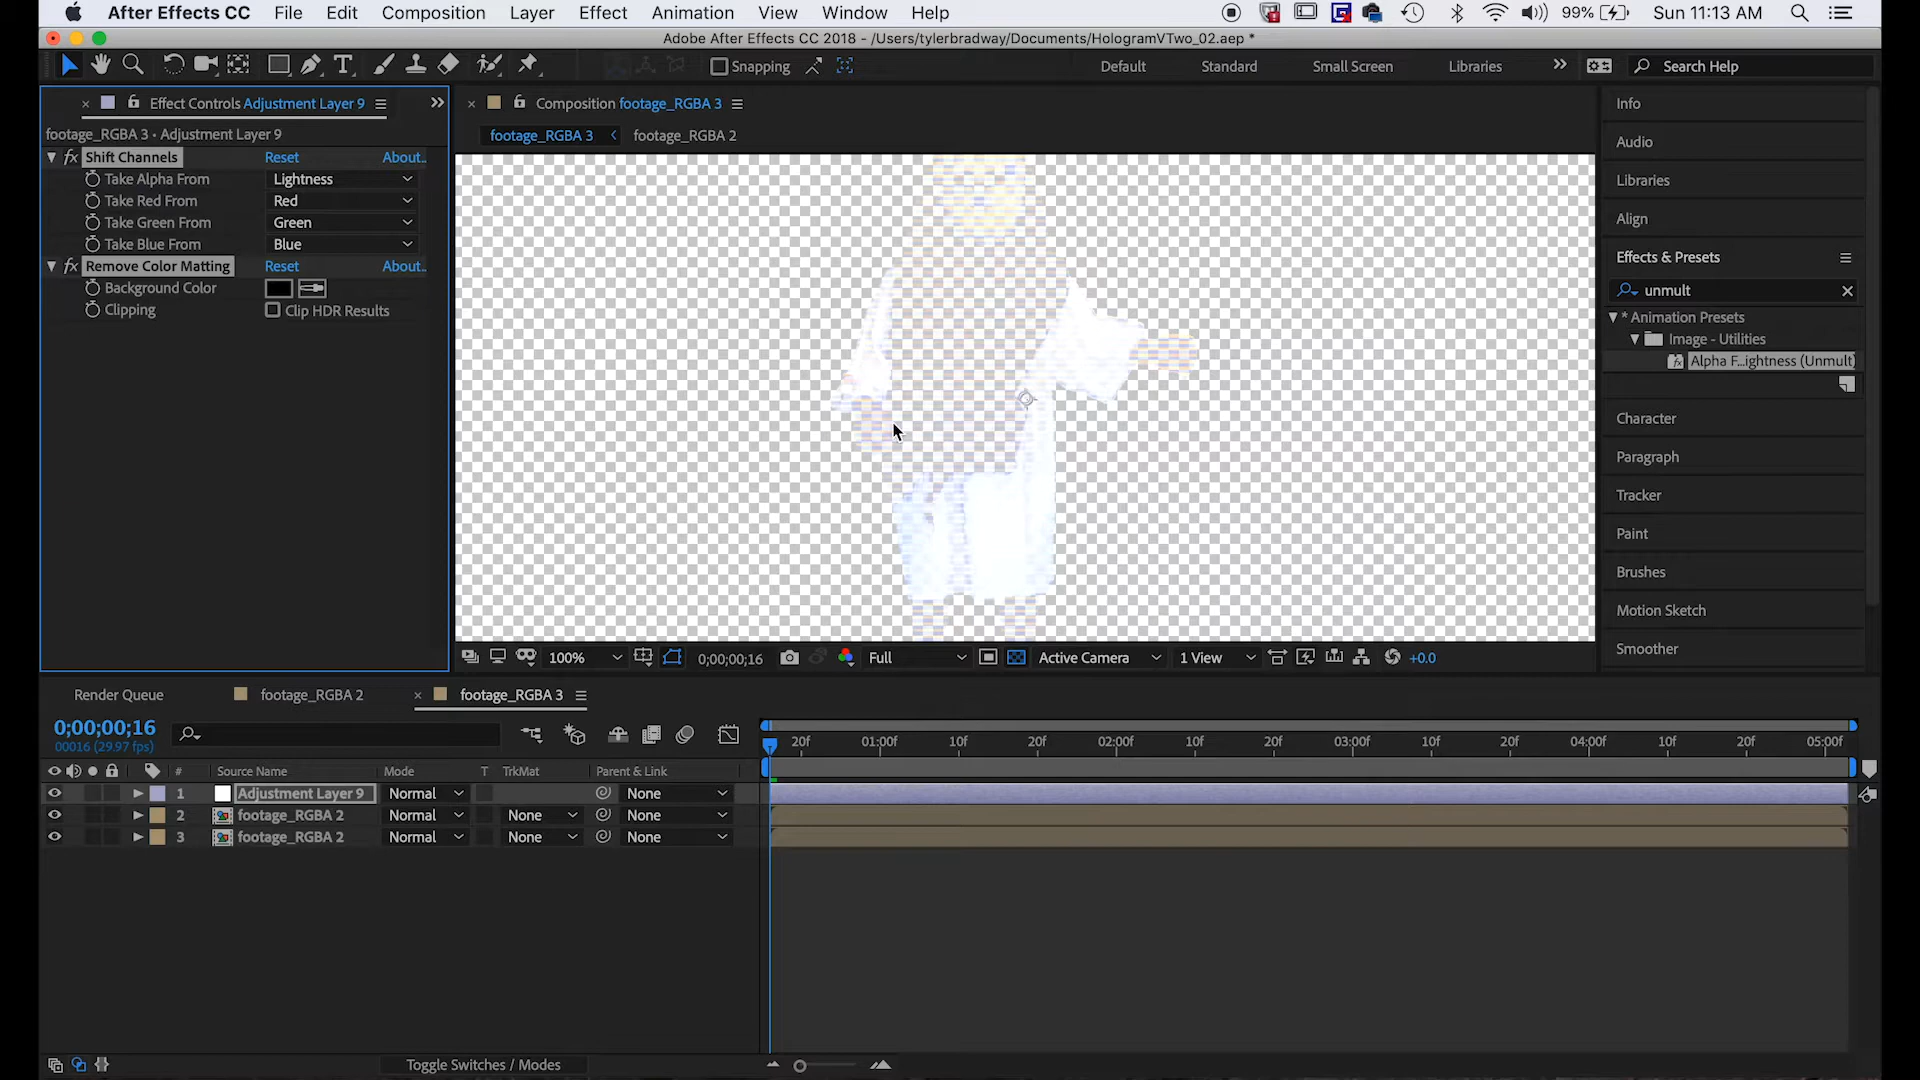 After Effects CC File Edit Composition Layer Effect Animation View Window Help 99% Sun 11:13 AM
Adobe After Effects CC 2018 - /Users/tylerbradway/Documents/HologramVTwo_02.aep *
Snapping Default Standard Small Screen Libraries Search Help
Effect Controls Adjustment Layer 9
footage_RGBA 3 • Adjustment Layer 9
fx Shift Channels Reset About..
Take Alpha From Lightness
Take Red From Red
Take Green From Green
Take Blue From Blue
fx Remove Color Matting Reset About..
Background Color
Clipping Clip HDR Results
Composition footage_RGBA 3
footage_RGBA 3 footage_RGBA 2
100% 0;00;00;16 Full Active Camera 1 View +0.0
Info
Audio
Libraries
Align
Effects & Presets
unmult
* Animation Presets
Image - Utilities
Alpha F...ightness (Unmult)
Character
Paragraph
Tracker
Paint
Brushes
Motion Sketch
Smoother
Render Queue footage_RGBA 2 footage_RGBA 3
0;00;00;16
00016 (29.97 fps)
20f 01:00f 10f 20f 02:00f 10f 20f 03:00f 10f 20f 04:00f 10f 20f 05:00f
# Source Name Mode T TrkMat Parent & Link
1 Adjustment Layer 9 Normal None
2 footage_RGBA 2 Normal None None
3 footage_RGBA 2 Normal None None
Toggle Switches / Modes